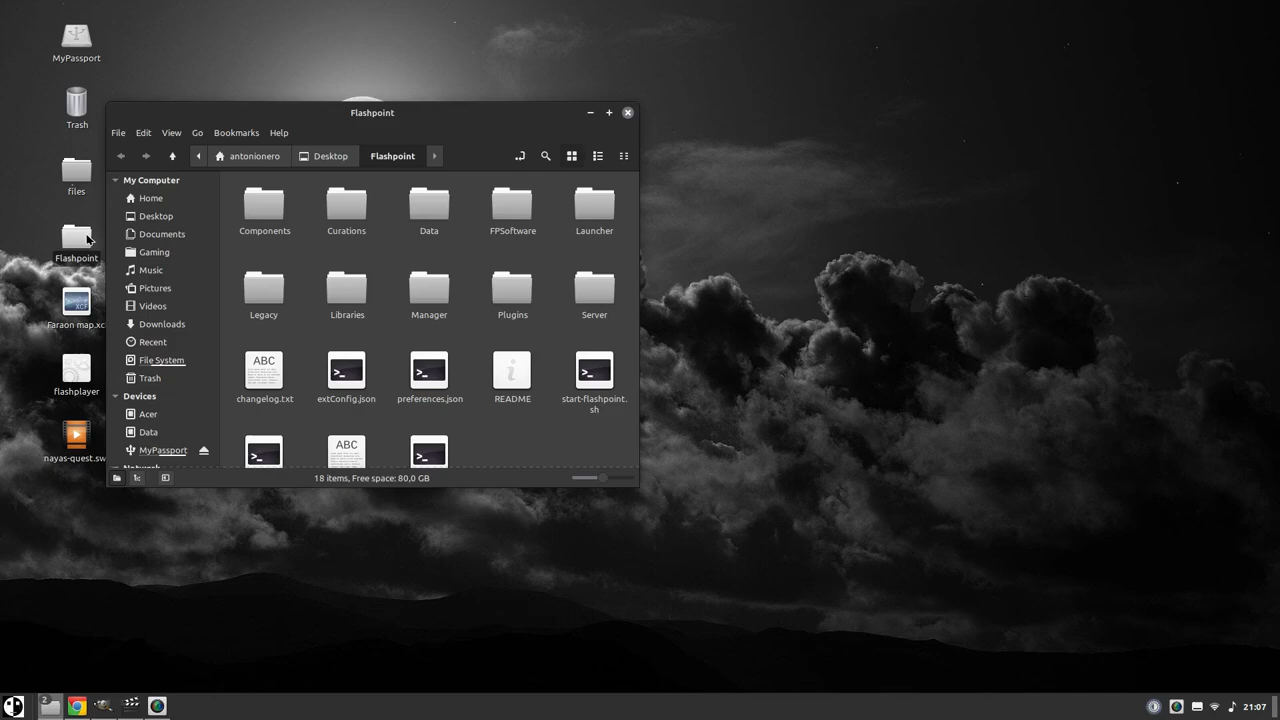 MyPassport
Trash
files
Flashpoint
Faraon map.xc
flashplayer
nayas-quest.sw
Flashpoint
File Edit View Go Bookmarks Help
antonionero Desktop Flashpoint
My Computer
Home
Desktop
Documents
Gaming
Music
Pictures
Videos
Downloads
Recent
File System
Trash
Devices
Acer
Data
MyPassport
Components Curations Data FPSoftware Launcher
Legacy Libraries Manager Plugins Server
ABC
changelog.txt extConfig.json preferences.json README start-flashpoint.
sh
ABC
18 items, Free space: 80,0 GB
2
21:07